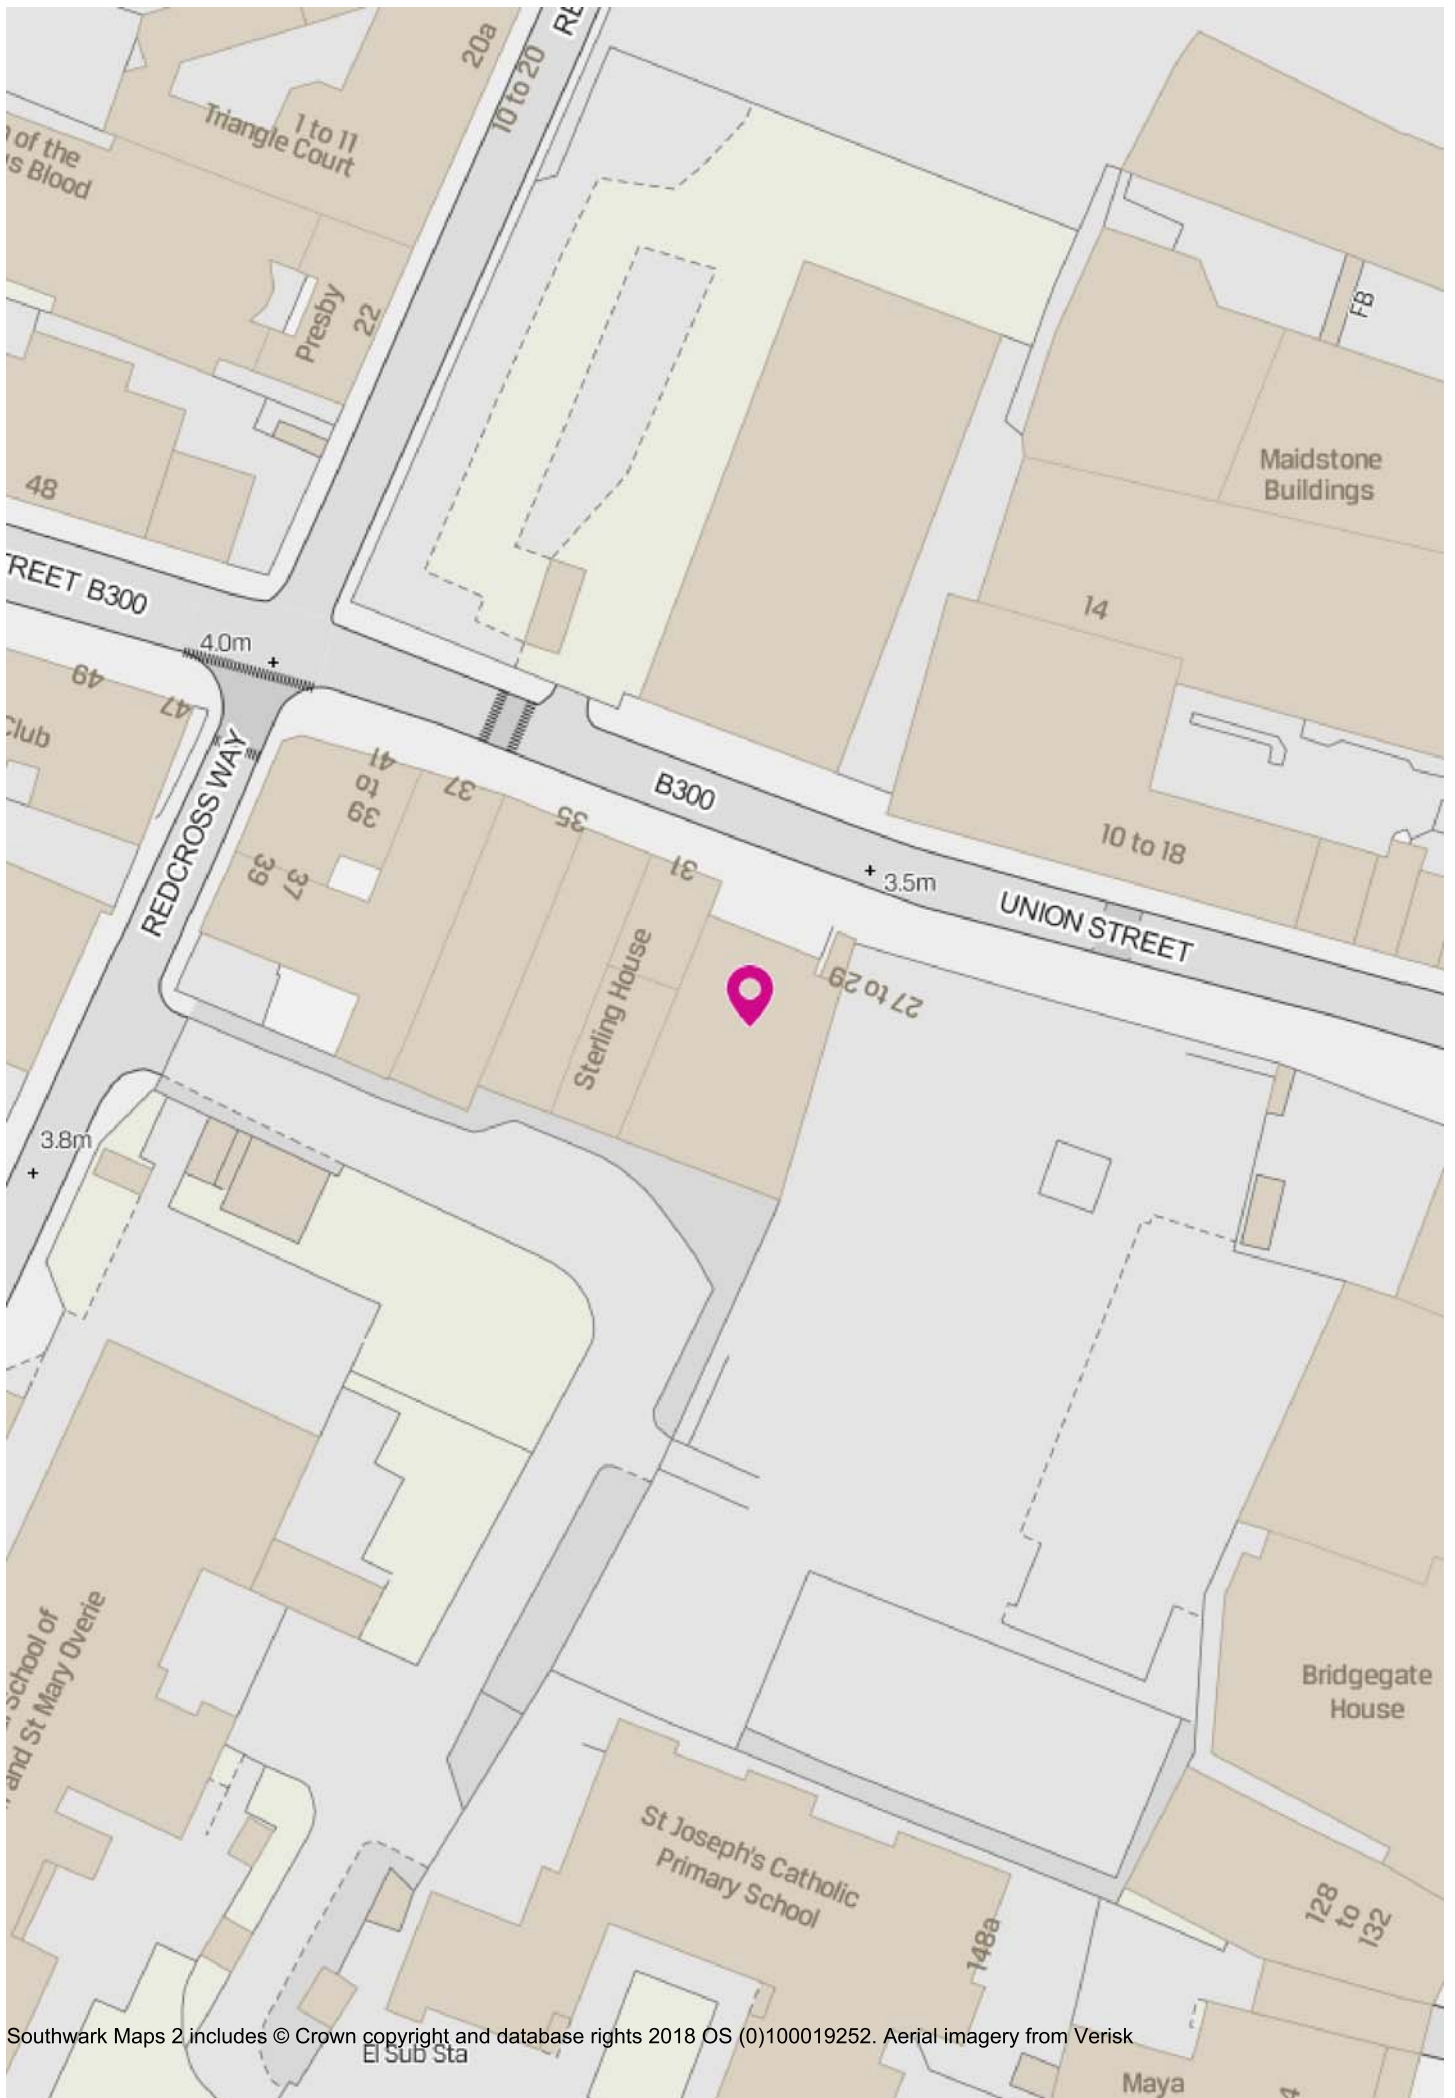 RE
20a
10 to 20
1 to 11
Triangle Court
of the
s Blood
Presby
22
FB
48
Maidstone
Buildings
TREET B300
14
4.0m
49
47
Club
REDCROSS WAY
41
to
39
37
35
B300
31
10 to 18
39
37
3.5m
UNION STREET
Sterling House
27 to 29
3.8m
School of
and St Mary Overie
Bridgegate
House
St Joseph's Catholic
Primary School
148a
128
to
132
Southwark Maps 2 includes © Crown copyright and database rights 2018 OS (0)100019252. Aerial imagery from Verisk
El Sub Sta
Maya
4